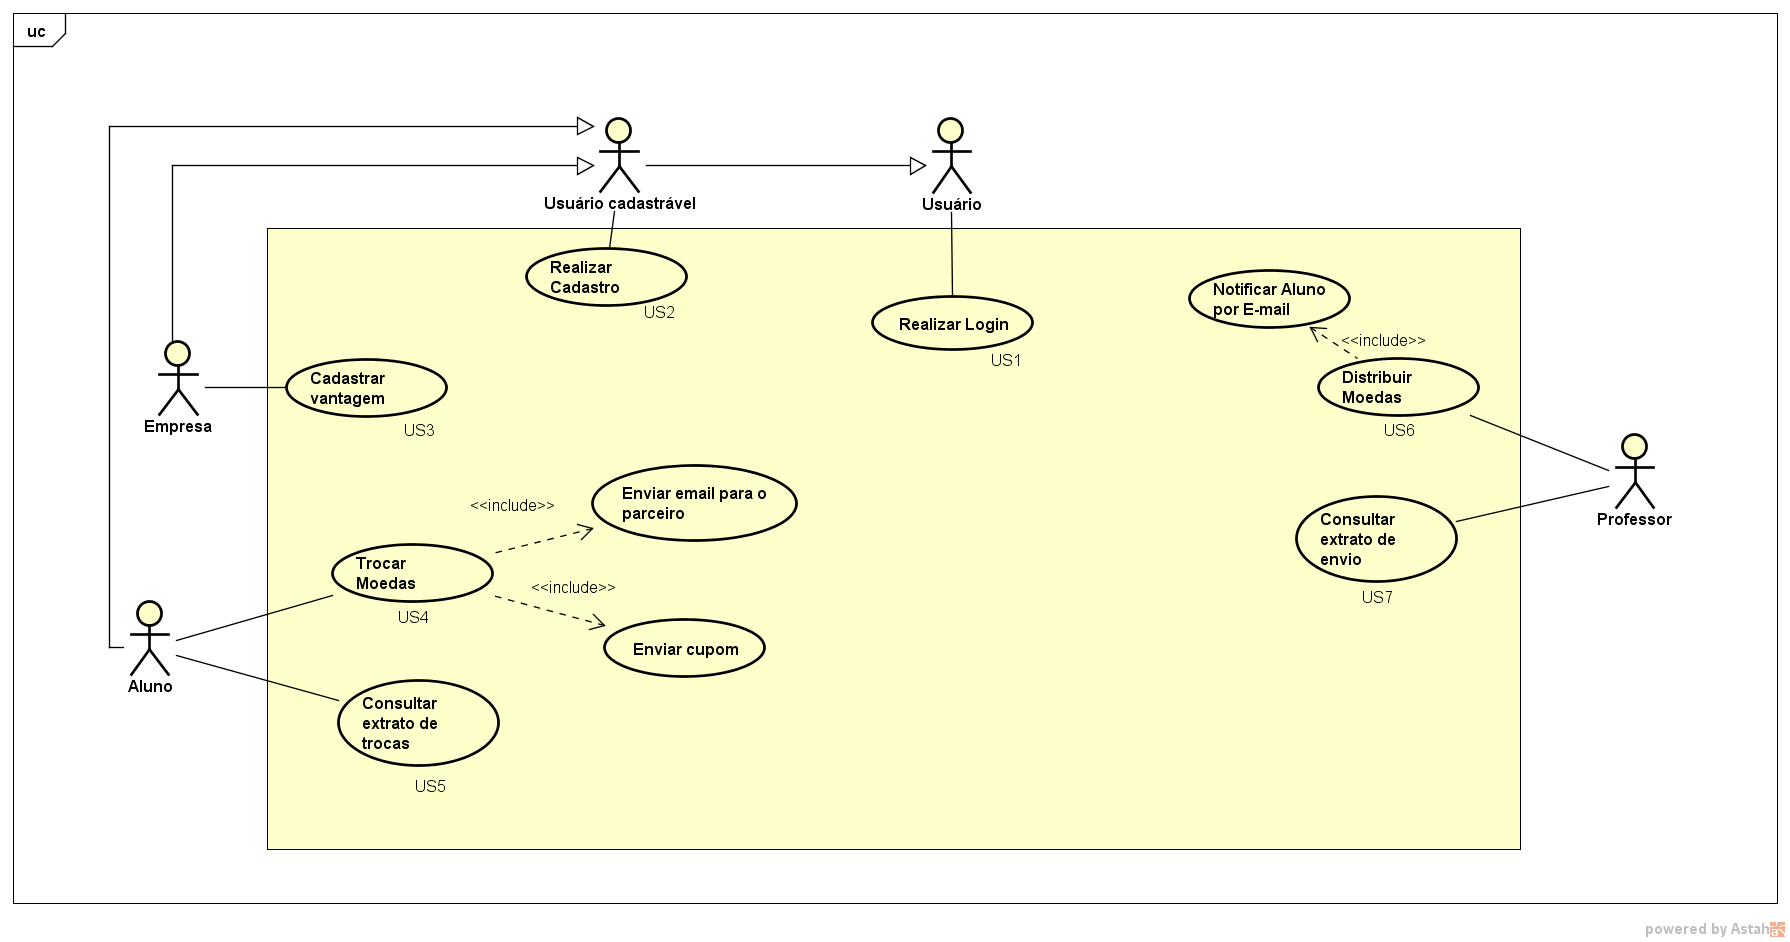 uc
Usuário cadastrável
Usuário
Realizar
Cadastro
US2
Realizar Login
US1
Notificar Aluno
por E-mail
<<include>>
Distribuir
Moedas
US6
Empresa
Cadastrar
vantagem
US3
Professor
Consultar
extrato de
envio
US7
<<include>>
Enviar email para o
parceiro
Trocar
Moedas
US4
<<include>>
Enviar cupom
Aluno
Consultar
extrato de
trocas
US5
powered by Astah